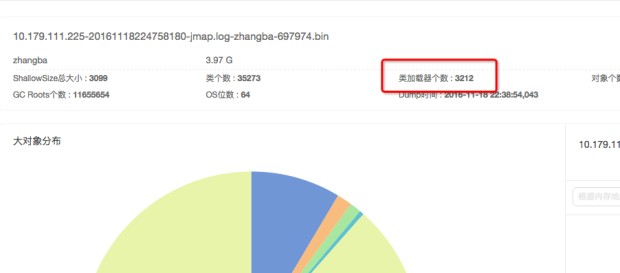 10.179.111.225-20161118224758180-jmap.log-zhangba-697974.bin
zhangba 3.97 G
ShallowSize总大小 : 3099 类个数 : 35273 类加载器个数 : 3212 对象个数
GC Roots个数 : 11655654 OS位数 : 64 Dump时间 : 2016-11-18 22:38:54,043
大对象分布
10.179.11
根据内存地